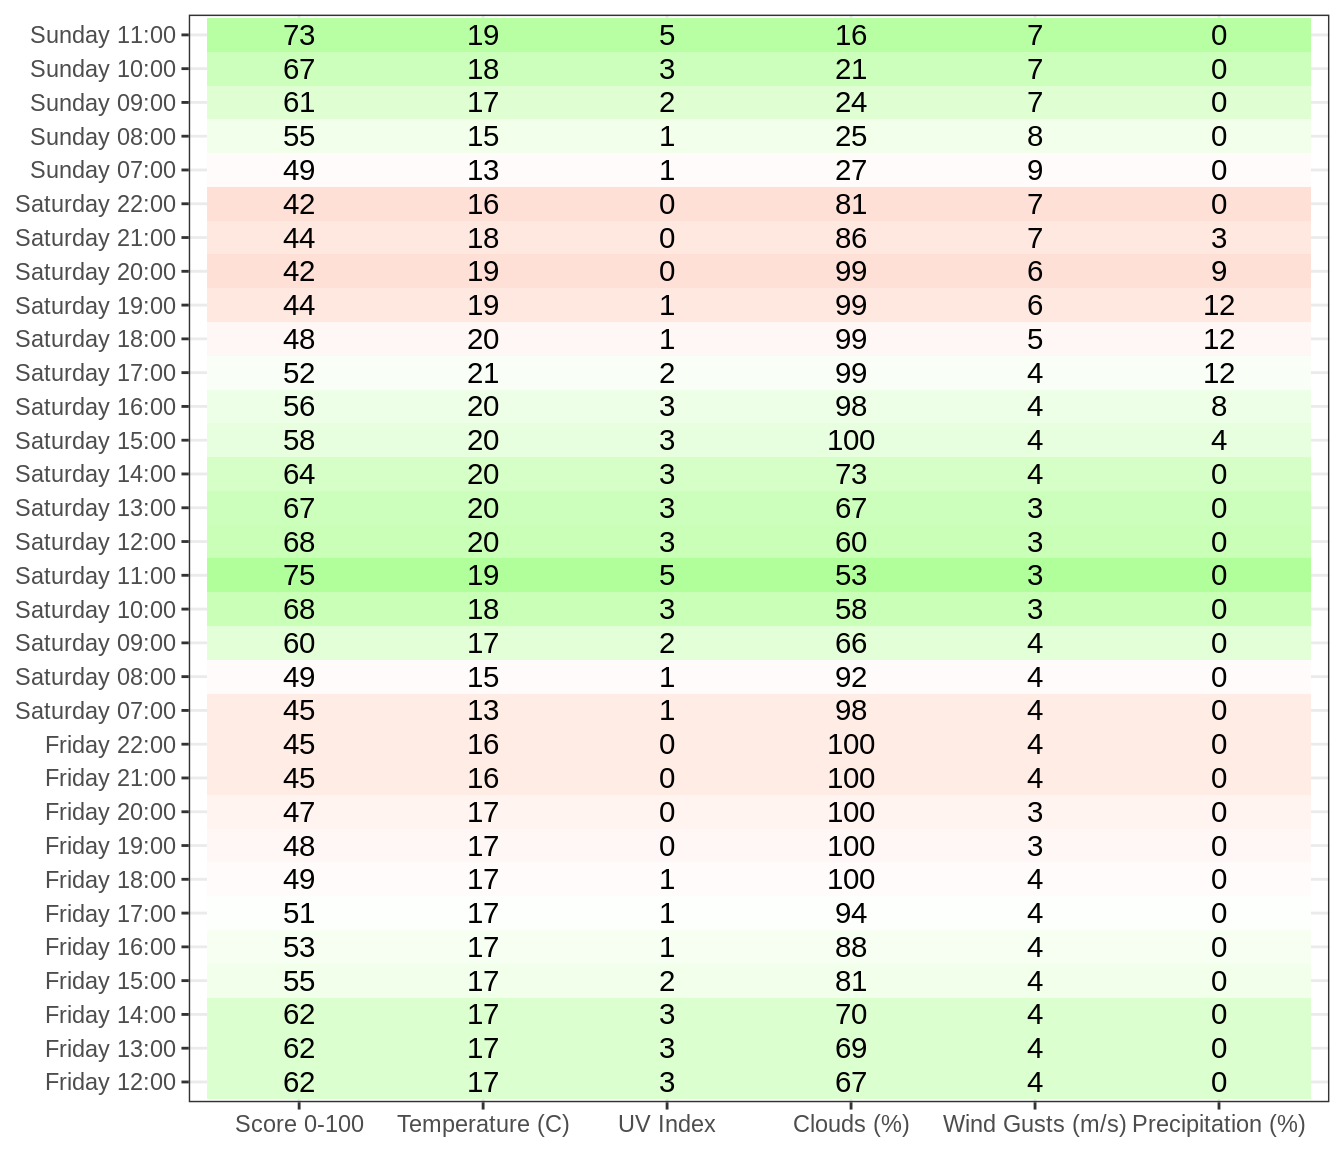 Sunday 11:00 73 19 5 16 7 0
Sunday 10:00 67 18 3 21 7 0
Sunday 09:00 61 17 2 24 7 0
Sunday 08:00 55 15 1 25 8 0
Sunday 07:00 49 13 1 27 9 0
Saturday 22:00 42 16 0 81 7 0
Saturday 21:00 44 18 0 86 7 3
Saturday 20:00 42 19 0 99 6 9
Saturday 19:00 44 19 1 99 6 12
Saturday 18:00 48 20 1 99 5 12
Saturday 17:00 52 21 2 99 4 12
Saturday 16:00 56 20 3 98 4 8
Saturday 15:00 58 20 3 100 4 4
Saturday 14:00 64 20 3 73 4 0
Saturday 13:00 67 20 3 67 3 0
Saturday 12:00 68 20 3 60 3 0
Saturday 11:00 75 19 5 53 3 0
Saturday 10:00 68 18 3 58 3 0
Saturday 09:00 60 17 2 66 4 0
Saturday 08:00 49 15 1 92 4 0
Saturday 07:00 45 13 1 98 4 0
Friday 22:00 45 16 0 100 4 0
Friday 21:00 45 16 0 100 4 0
Friday 20:00 47 17 0 100 3 0
Friday 19:00 48 17 0 100 3 0
Friday 18:00 49 17 1 100 4 0
Friday 17:00 51 17 1 94 4 0
Friday 16:00 53 17 1 88 4 0
Friday 15:00 55 17 2 81 4 0
Friday 14:00 62 17 3 70 4 0
Friday 13:00 62 17 3 69 4 0
Friday 12:00 62 17 3 67 4 0
Score 0-100 Temperature (C) UV Index Clouds (%) Wind Gusts (m/s) Precipitation (%)